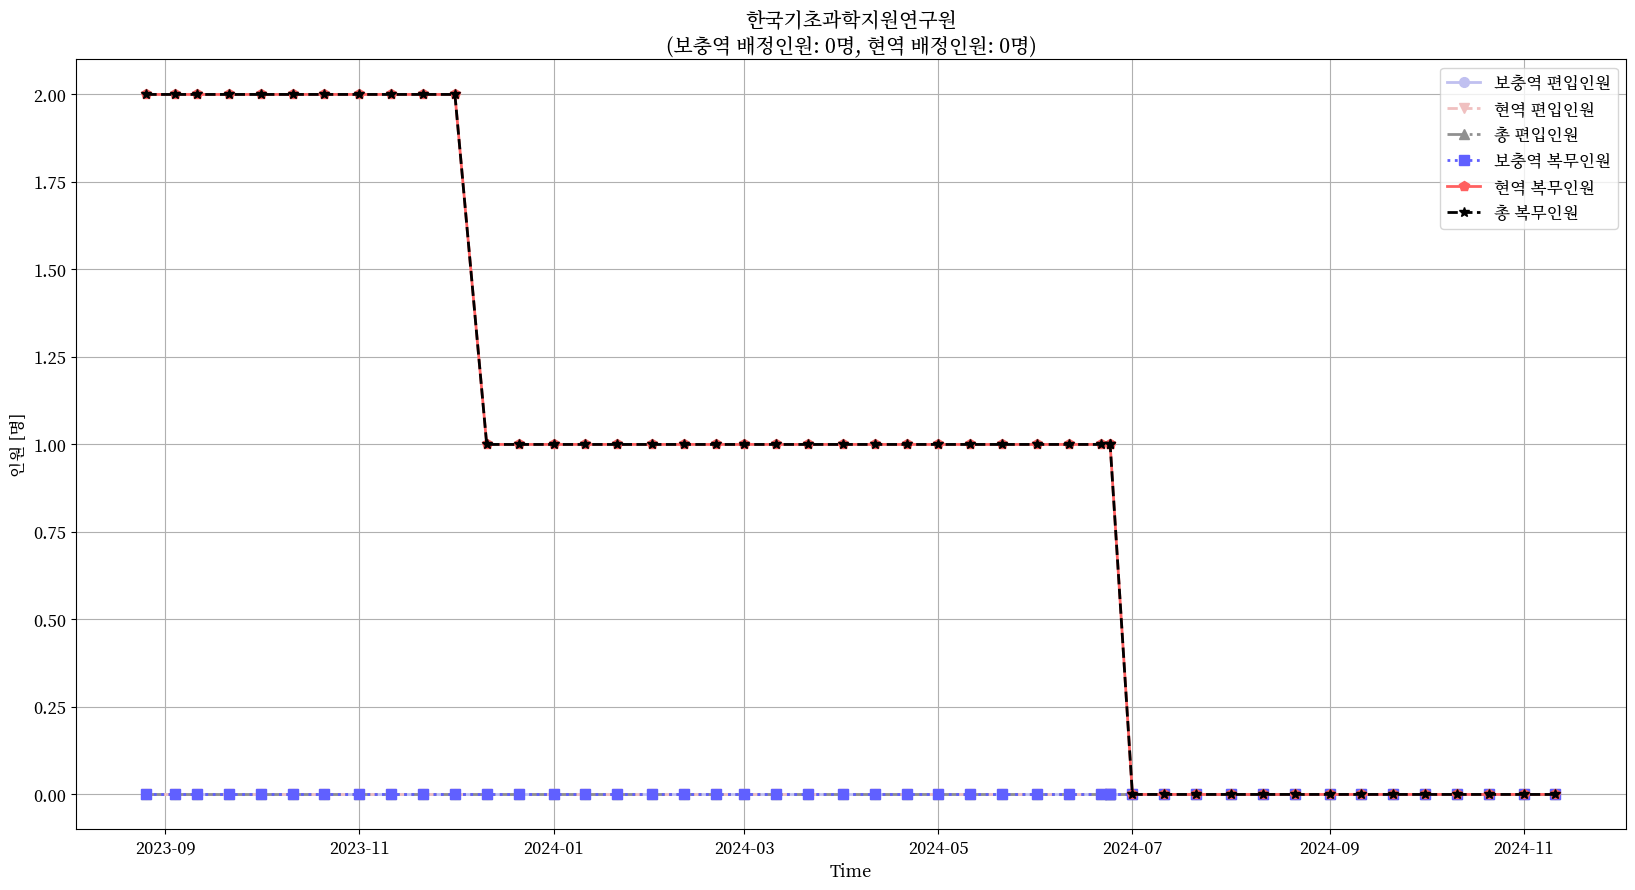 한국기초과학지원연구원
(보충역 배정인원: 0명, 현역 배정인원: 0명)
보충역 편입인원
현역 편입인원
총 편입인원
보충역 복무인원
현역 복무인원
총 복무인원
2.00
1.75
1.50
1.25
1.00
0.75
0.50
0.25
0.00
인원 [명]
2023-09
2023-11
2024-01
2024-03
2024-05
2024-07
2024-09
2024-11
Time